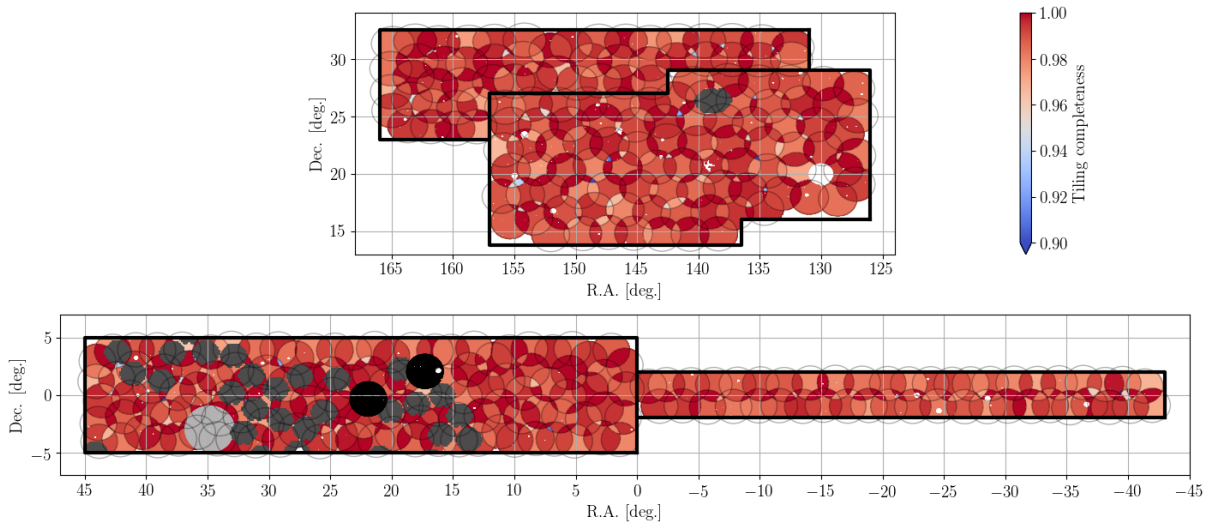 30
25
20
15
Dec. [deg.]
165 160 155 150 145 140 135 130 125
R.A. [deg.]
1.00
0.98
0.96
0.94
0.92
0.90
Tiling completeness
5
0
−5
Dec. [deg.]
45 40 35 30 25 20 15 10 5 0 −5 −10 −15 −20 −25 −30 −35 −40 −45
R.A. [deg.]